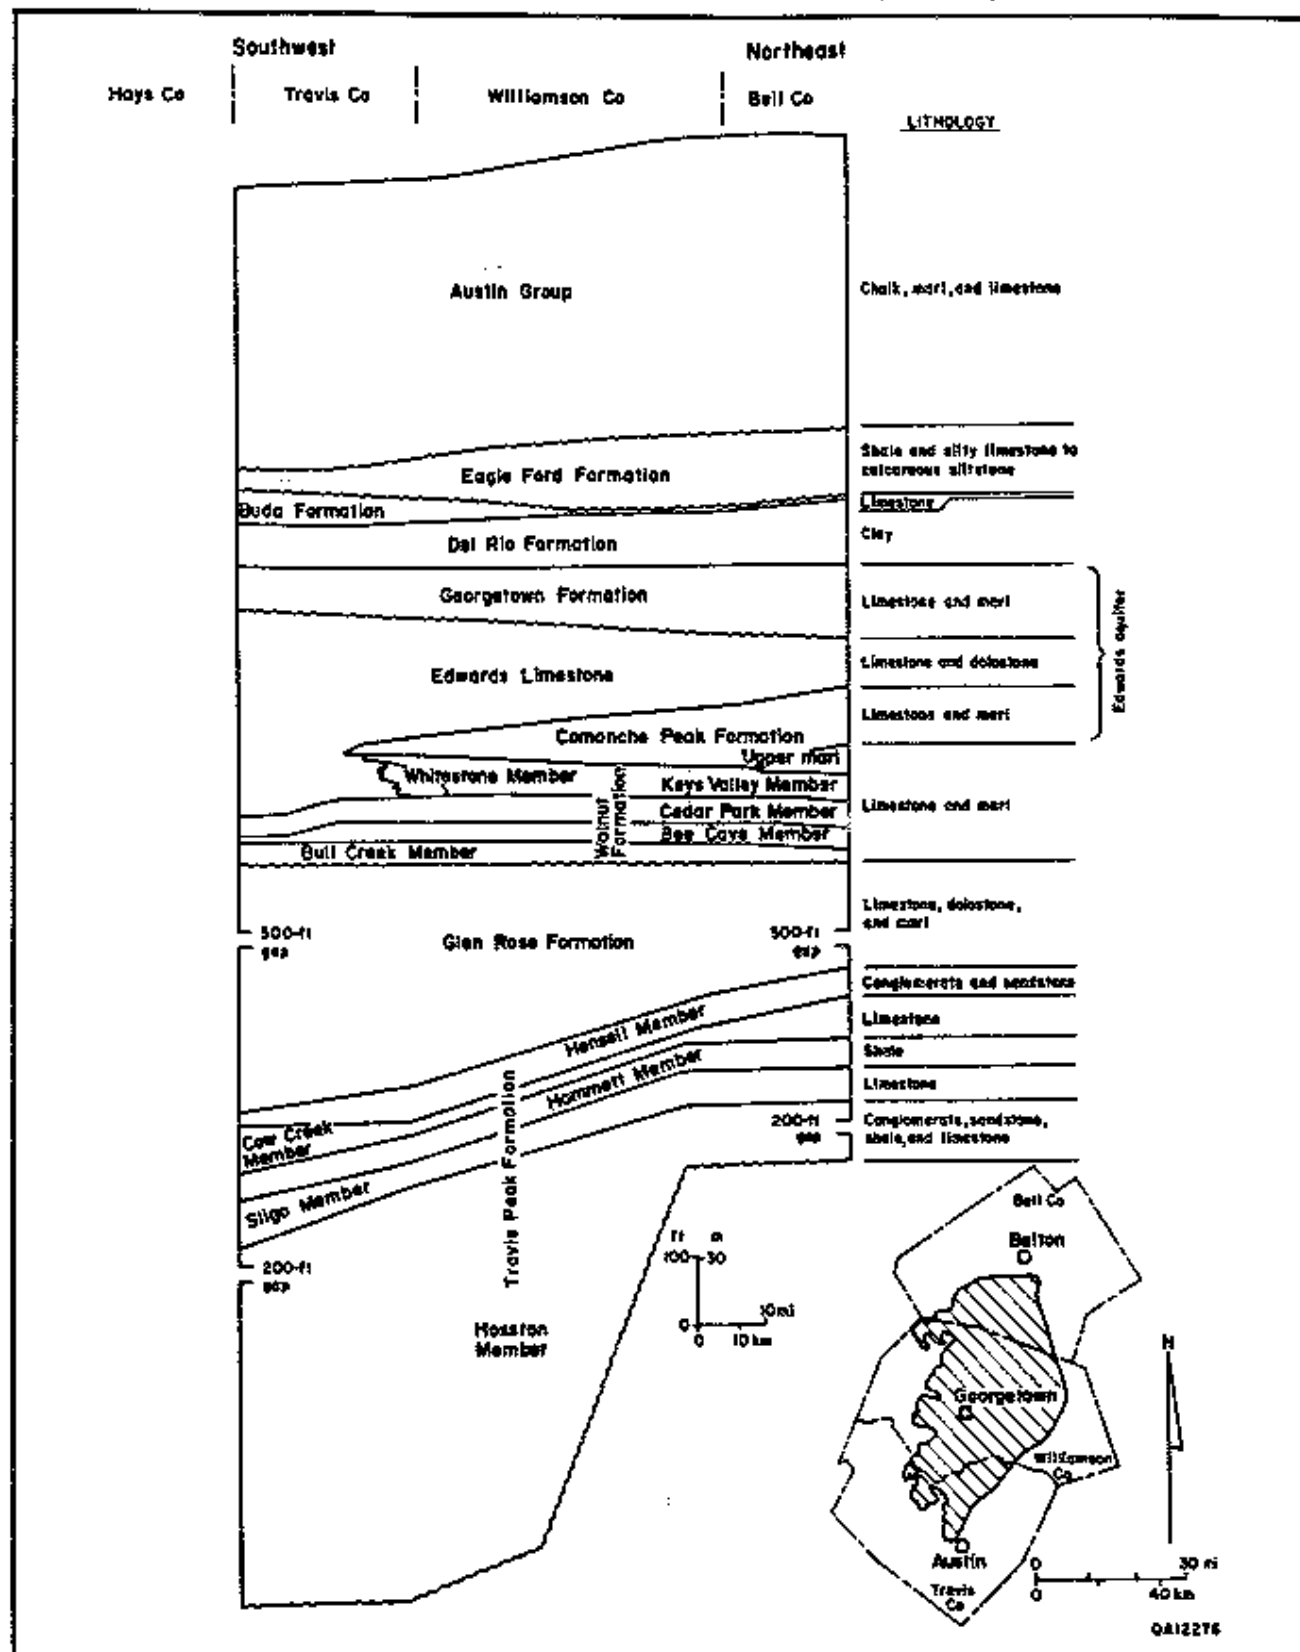 Southwest
Northeast
Hays Co
Travis Co
Williamson Co
Bell Co
LITHOLOGY
Austin Group
Chalk, marl, and limestone
Eagle Ford Formation
Shale and silty limestone to
calcareous siltstone
Buda Formation
Limestone
Del Rio Formation
Clay
Georgetown Formation
Limestone and marl
Edwards Limestone
Limestone and dolostone
Edwards aquifer
Comanche Peak Formation
Limestone and marl
Upper marl
Whitestone Member
Keys Valley Member
Walnut
Formation
Cedar Park Member
Limestone and marl
Bee Cave Member
Bull Creek Member
Limestone, dolostone,
and marl
500-ft
gap
Glen Rose Formation
500-ft
gap
Conglomerate and sandstone
Hensell Member
Limestone
Hammett Member
Shale
Limestone
Cow Creek
Member
Travis Peak Formation
200-ft
gap
Conglomerate, sandstone,
shale, and limestone
Sligo Member
200-ft
gap
Hosston
Member
ft m
100 30
0
10 mi
0 10 km
Bell Co
Belton
N
Georgetown
Williamson
Co
Austin
Travis
Co
0 30 mi
0 40 km
QA12276